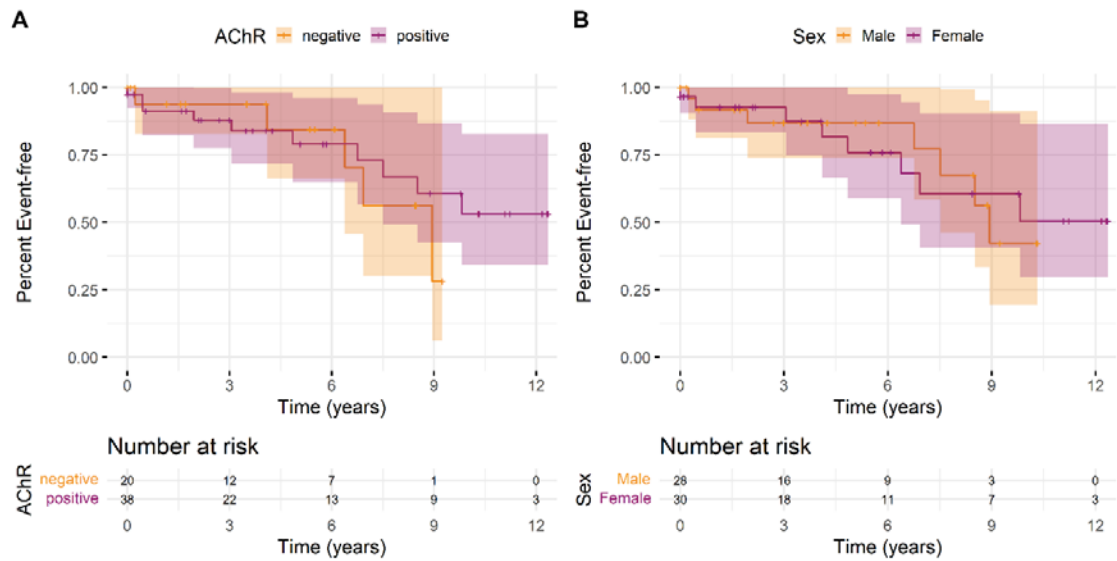 A
AChR negative positive
1.00
0.75
0.50
0.25
0.00
Percent Event-free
0 3 6 9 12
Time (years)
Number at risk
AChR
negative 20 12 7 1 0
positive 38 22 13 9 3
0 3 6 9 12
Time (years)
B
Sex Male Female
1.00
0.75
0.50
0.25
0.00
Percent Event-free
0 3 6 9 12
Time (years)
Number at risk
Sex
Male 28 16 9 3 0
Female 30 18 11 7 3
0 3 6 9 12
Time (years)